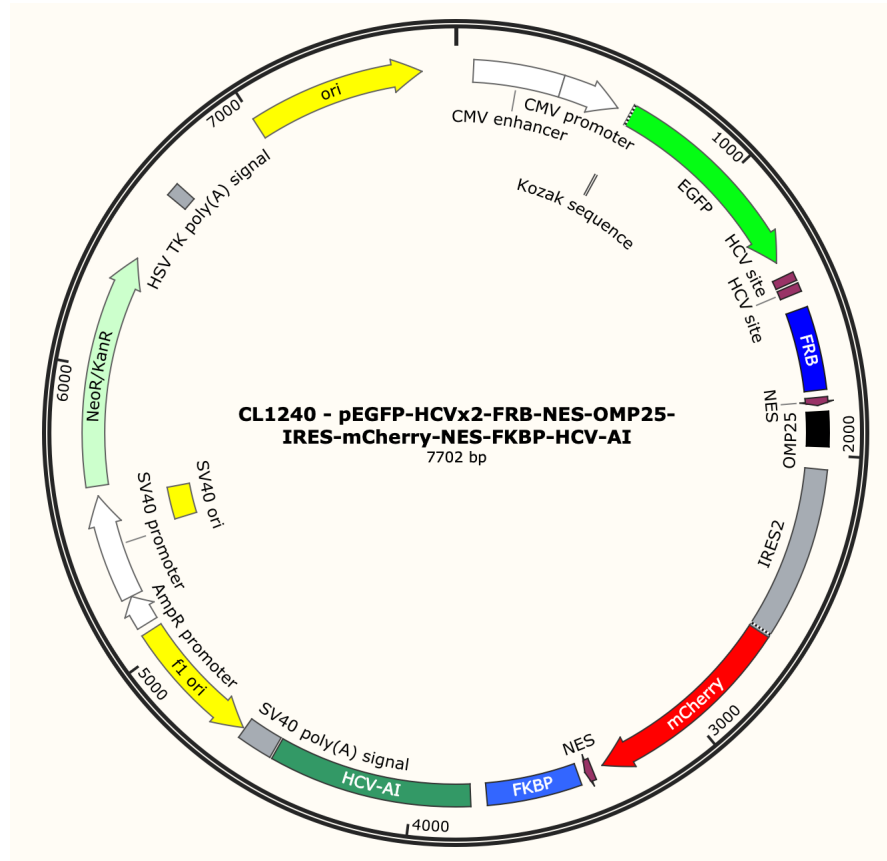 ori
7000
CMV enhancer
CMV promoter
Kozak sequence
EGFP
1000
HCV site
HCV site
FRB
NES
OMP25
2000
HSV TK poly(A) signal
NeoR/KanR
6000
CL1240 - pEGFP-HCVx2-FRB-NES-OMP25-
IRES-mCherry-NES-FKBP-HCV-AI
7702 bp
SV40 ori
SV40 promoter
AmpR promoter
f1 ori
5000
SV40 poly(A) signal
HCV-AI
4000
FKBP
NES
mCherry
3000
IRES2